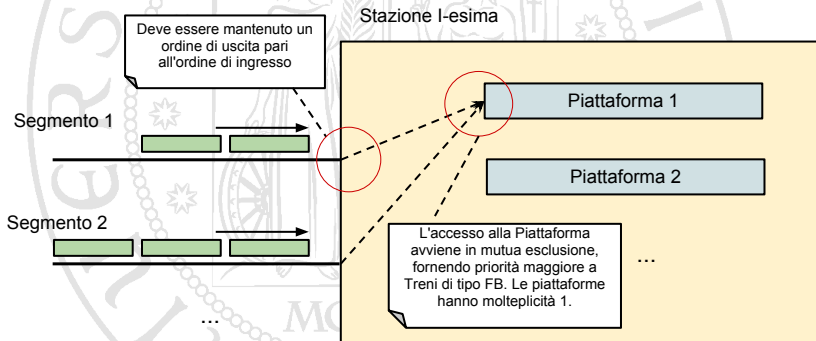 Stazione I-esima
Deve essere mantenuto un
ordine di uscita pari
all'ordine di ingresso
Segmento 1
Piattaforma 1
Piattaforma 2
Segmento 2
L'accesso alla Piattaforma
avviene in mutua esclusione,
fornendo priorità maggiore a
Treni di tipo FB. Le piattaforme
hanno molteplicità 1.
...
...